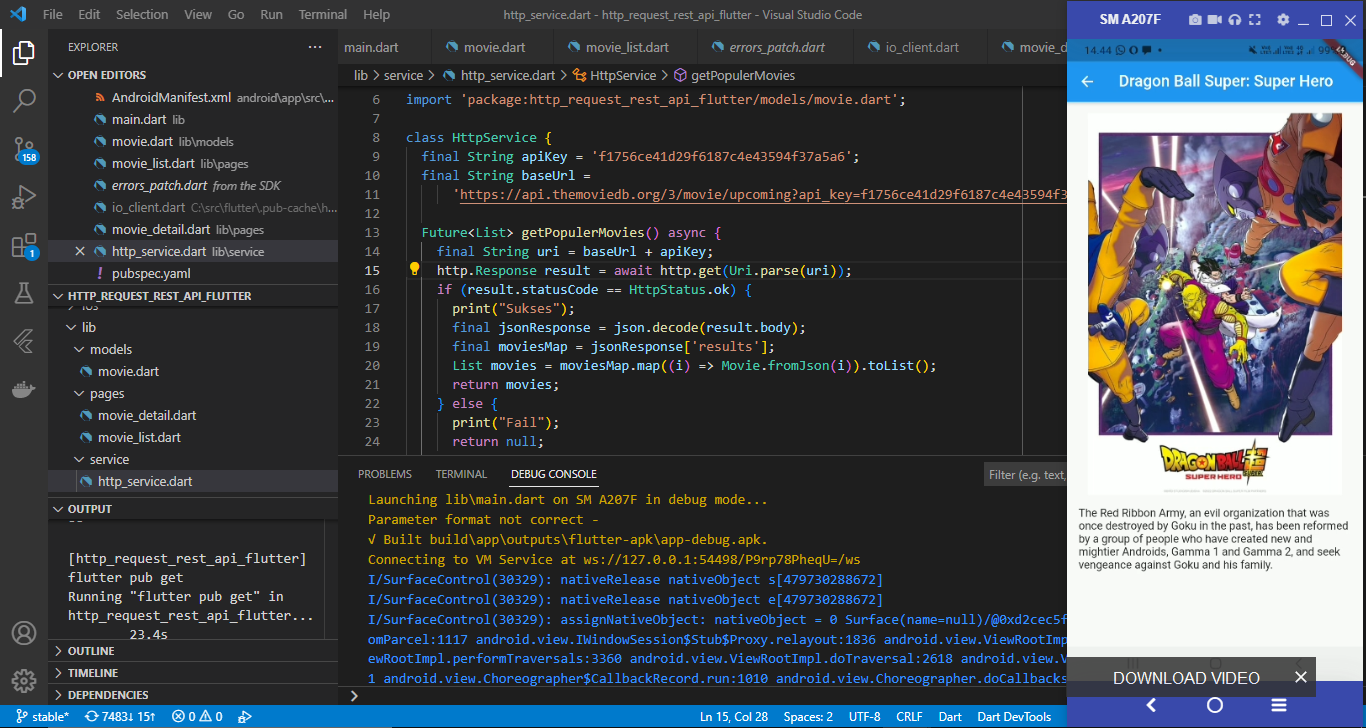 File Edit Selection View Go Run Terminal Help
http_service.dart - http_request_rest_api_flutter - Visual Studio Code
EXPLORER
OPEN EDITORS
AndroidManifest.xml android\app\src\...
main.dart lib
movie.dart lib\models
movie_list.dart lib\pages
errors_patch.dart from the SDK
io_client.dart C:\src\flutter\.pub-cache\h...
movie_detail.dart lib\pages
http_service.dart lib\service
pubspec.yaml
158
1
HTTP_REQUEST_REST_API_FLUTTER
ios
lib
models
movie.dart
pages
movie_detail.dart
movie_list.dart
service
http_service.dart
OUTPUT
[http_request_rest_api_flutter]
flutter pub get
Running "flutter pub get" in
http_request_rest_api_flutter...
23.4s
OUTLINE
TIMELINE
DEPENDENCIES
main.dart movie.dart movie_list.dart errors_patch.dart io_client.dart movie_d
lib > service > http_service.dart > HttpService > getPopulerMovies
6 import 'package:http_request_rest_api_flutter/models/movie.dart';
7
8 class HttpService {
9 final String apiKey = 'f1756ce41d29f6187c4e43594f37a5a6';
10 final String baseUrl =
11 'https://api.themoviedb.org/3/movie/upcoming?api_key=f1756ce41d29f6187c4e43594f3
12
13 Future<List> getPopulerMovies() async {
14 final String uri = baseUrl + apiKey;
15 http.Response result = await http.get(Uri.parse(uri));
16 if (result.statusCode == HttpStatus.ok) {
17 print("Sukses");
18 final jsonResponse = json.decode(result.body);
19 final moviesMap = jsonResponse['results'];
20 List movies = moviesMap.map((i) => Movie.fromJson(i)).toList();
21 return movies;
22 } else {
23 print("Fail");
24 return null;
PROBLEMS TERMINAL DEBUG CONSOLE Filter (e.g. text,
Launching lib\main.dart on SM A207F in debug mode...
Parameter format not correct -
√ Built build\app\outputs\flutter-apk\app-debug.apk.
Connecting to VM Service at ws://127.0.0.1:54498/P9rp78PheqU=/ws
I/SurfaceControl(30329): nativeRelease nativeObject s[479730288672]
I/SurfaceControl(30329): nativeRelease nativeObject e[479730288672]
I/SurfaceControl(30329): assignNativeObject: nativeObject = 0 Surface(name=null)/@0xd2cec5f
omParcel:1117 android.view.IWindowSession$Stub$Proxy.relayout:1836 android.view.ViewRootImp
ewRootImpl.performTraversals:3360 android.view.ViewRootImpl.doTraversal:2618 android.view.V
1 android.view.Choreographer$CallbackRecord.run:1010 android.view.Choreographer.doCallbacks
stable* 7483↓ 15↑ 0 0
Ln 15, Col 28 Spaces: 2 UTF-8 CRLF Dart Dart DevTools
SM A207F
14.44
DEBUG
Dragon Ball Super: Super Hero
DRAGONBALL
SUPER HERO
The Red Ribbon Army, an evil organization that was
once destroyed by Goku in the past, has been reformed
by a group of people who have created new and
mightier Androids, Gamma 1 and Gamma 2, and seek
vengeance against Goku and his family.
DOWNLOAD VIDEO